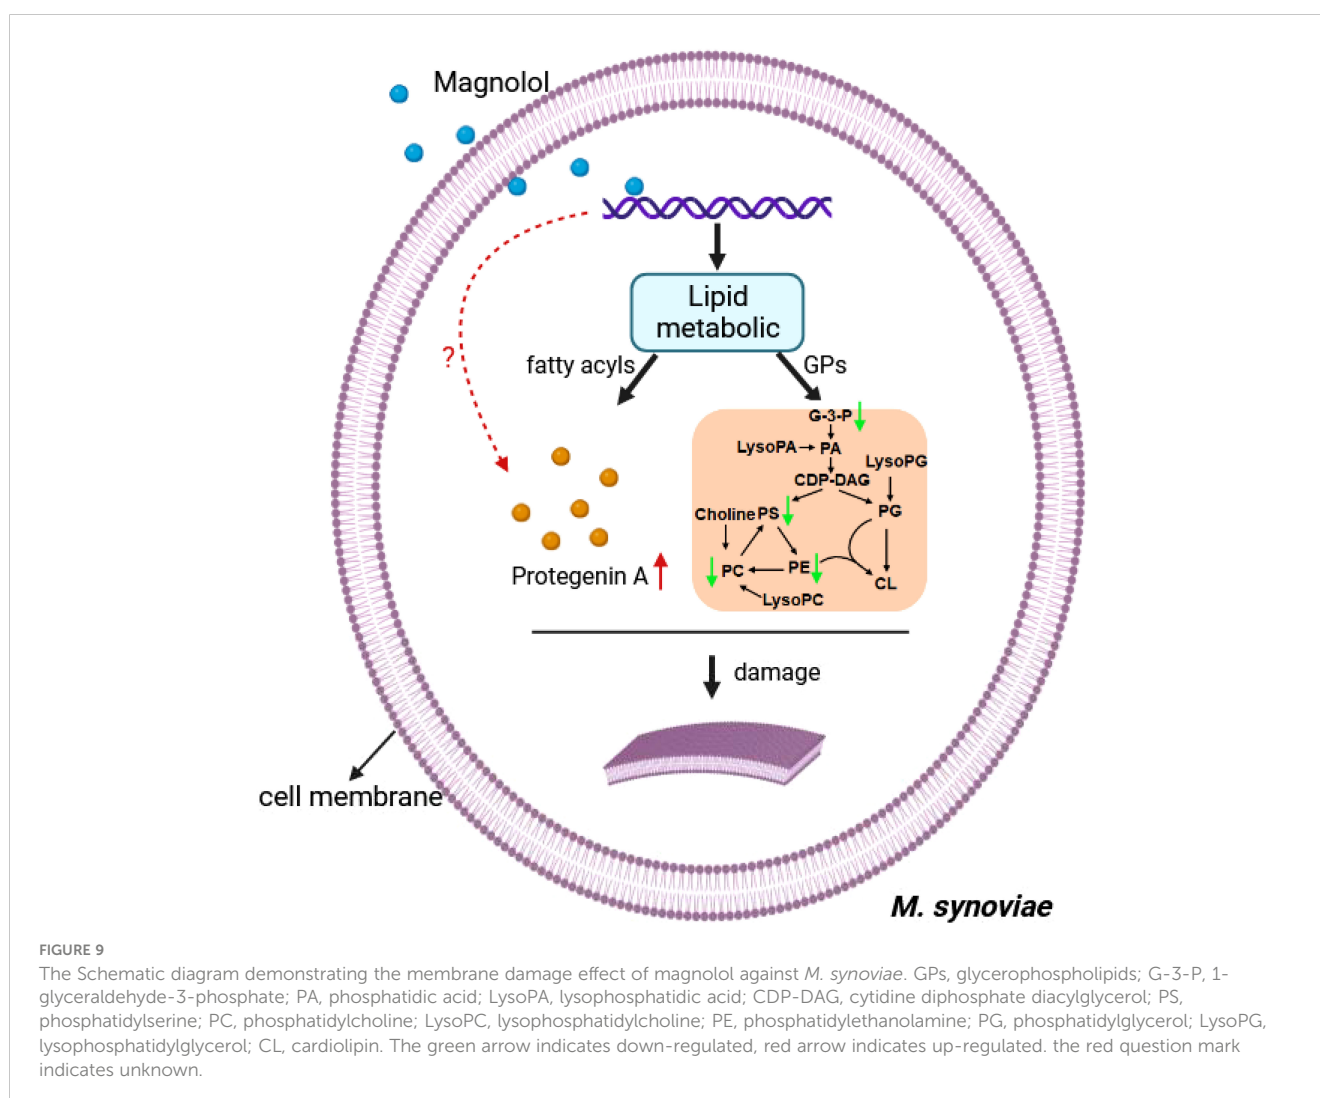 Magnolol
Lipid
metabolic
fatty acyls
GPs
?
G-3-P
LysoPA
PA
LysoPG
CDP-DAG
Choline
PS
PG
PC
PE
CL
LysoPC
Protegenin A
damage
cell membrane
M. synoviae
FIGURE 9
The Schematic diagram demonstrating the membrane damage effect of magnolol against M. synoviae. GPs, glycerophospholipids; G-3-P, 1-
glyceraldehyde-3-phosphate; PA, phosphatidic acid; LysoPA, lysophosphatidic acid; CDP-DAG, cytidine diphosphate diacylglycerol; PS,
phosphatidylserine; PC, phosphatidylcholine; LysoPC, lysophosphatidylcholine; PE, phosphatidylethanolamine; PG, phosphatidylglycerol; LysoPG,
lysophosphatidylglycerol; CL, cardiolipin. The green arrow indicates down-regulated, red arrow indicates up-regulated. the red question mark
indicates unknown.